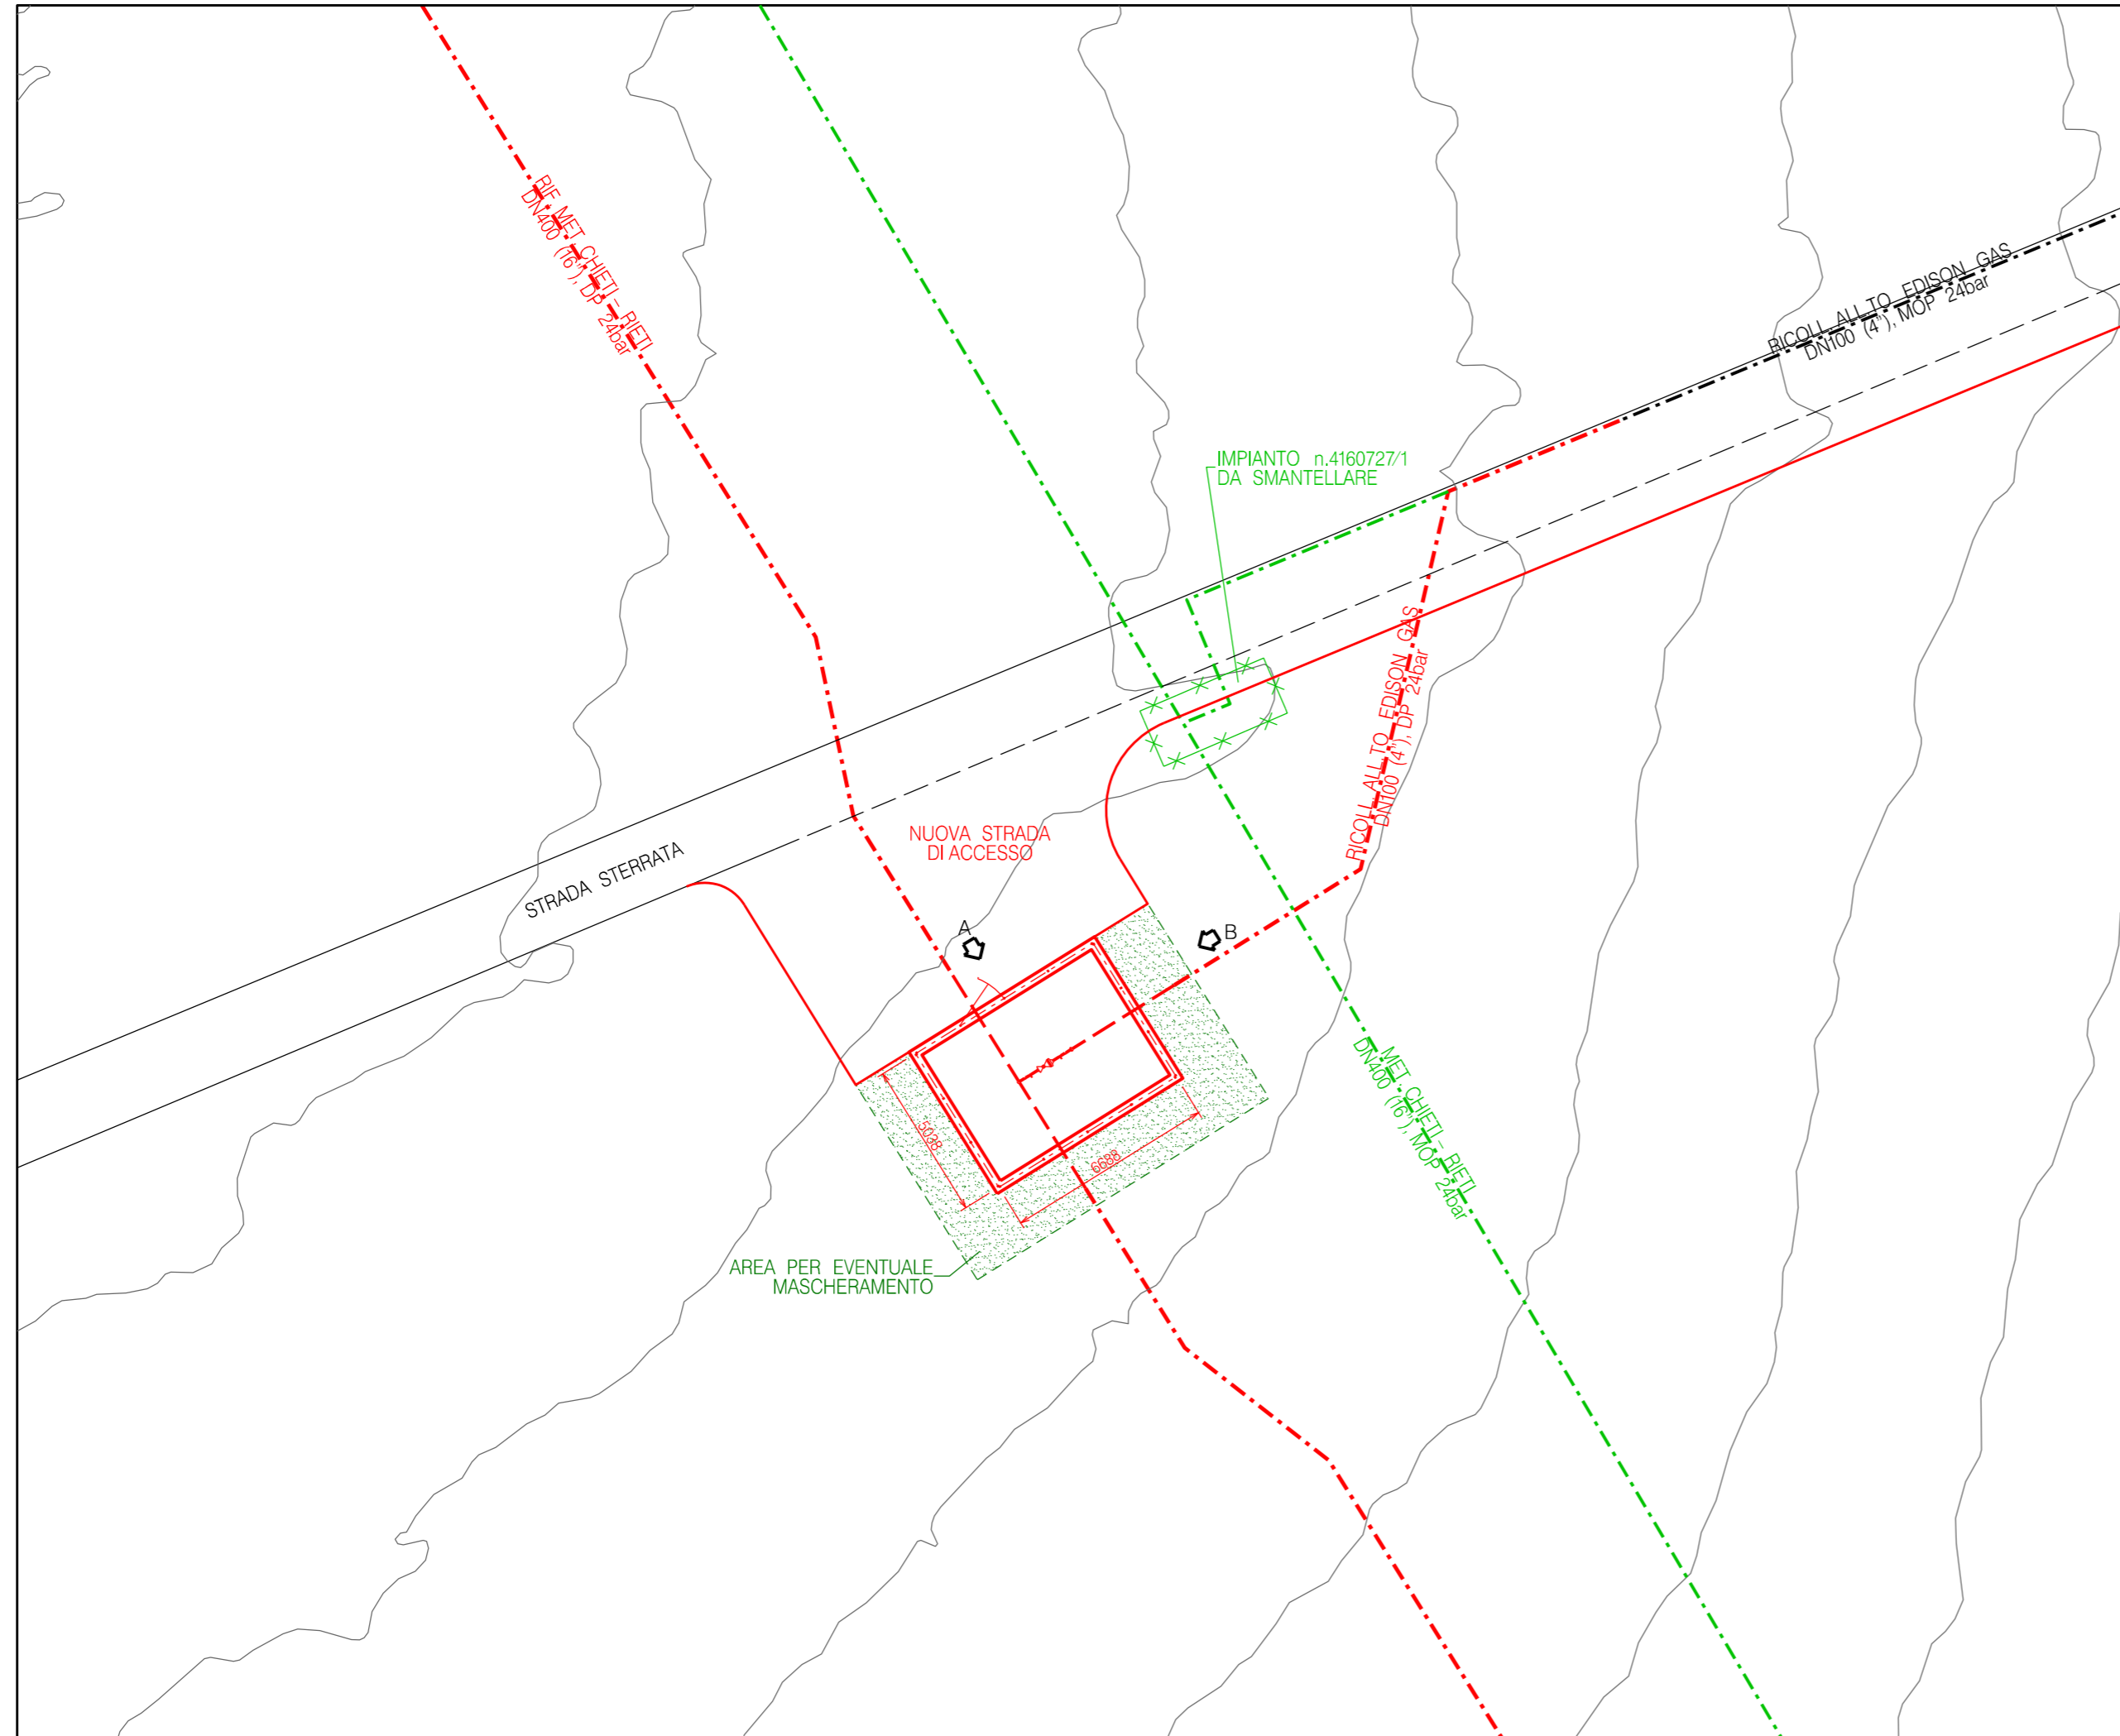 RIF. MET. CHIETI - RIETI
DN400 (16"), DP 24bar
RICOLL. ALL.TO EDISON GAS
DN100 (4"), MOP 24bar
IMPIANTO n.4160727/1
DA SMANTELLARE
RICOLL. ALL.TO EDISON GAS
DN100 (4"), DP 24bar
NUOVA STRADA
DI ACCESSO
STRADA STERRATA
A
B
MET. CHIETI - RIETI
DN400 (16"), MOP 24bar
5038
6688
AREA PER EVENTUALE
MASCHERAMENTO